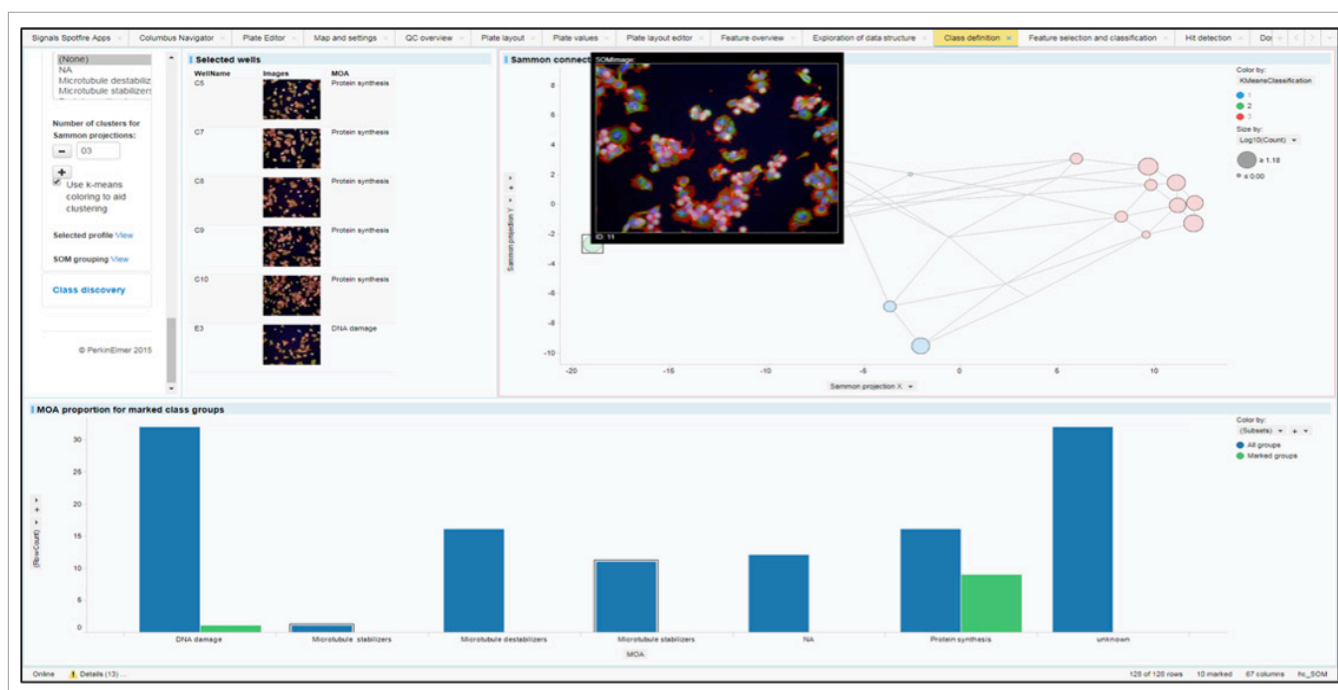 Signals Spotfire Apps
Columbus Navigator
Plate Editor
Map and settings
QC overview
Plate layout
Plate values
Plate layout editor
Feature overview
Exploration of data structure
Class definition ×
Feature selection and classification
Hit detection
(None)
NA
Microtubule destabiliz
Microtubule stabilizers
Number of clusters for
Sammon projections:
−
03
+
Use k-means
coloring to aid
clustering
Selected profile View
SOM grouping View
Class discovery
© PerkinElmer 2015
Selected wells
WellName Images MOA
C5 Protein synthesis
C7 Protein synthesis
C8 Protein synthesis
C9 Protein synthesis
C10 Protein synthesis
E3 DNA damage
Sammon connect
SOMImage:
ID: 11
8
6
4
2
0
-2
-4
-6
-8
-10
Sammon projection Y
-20 -15 -10 -5 0 5 10
Sammon projection X
Color by:
KMeansClassification
1
2
3
Size by:
Log10(Count)
≥ 1.18
≤ 0.00
MOA proportion for marked class groups
30
25
20
15
10
5
0
(RowCount)
DNA damage
Microtubule stabilizers
Microtubule destabilizers
Microtubule stabilizers
NA
Protein synthesis
unknown
MOA
Color by:
(Subsets) +
All groups
Marked groups
Online
Details (13) ...
128 of 128 rows
10 marked
67 columns
hc_SOM